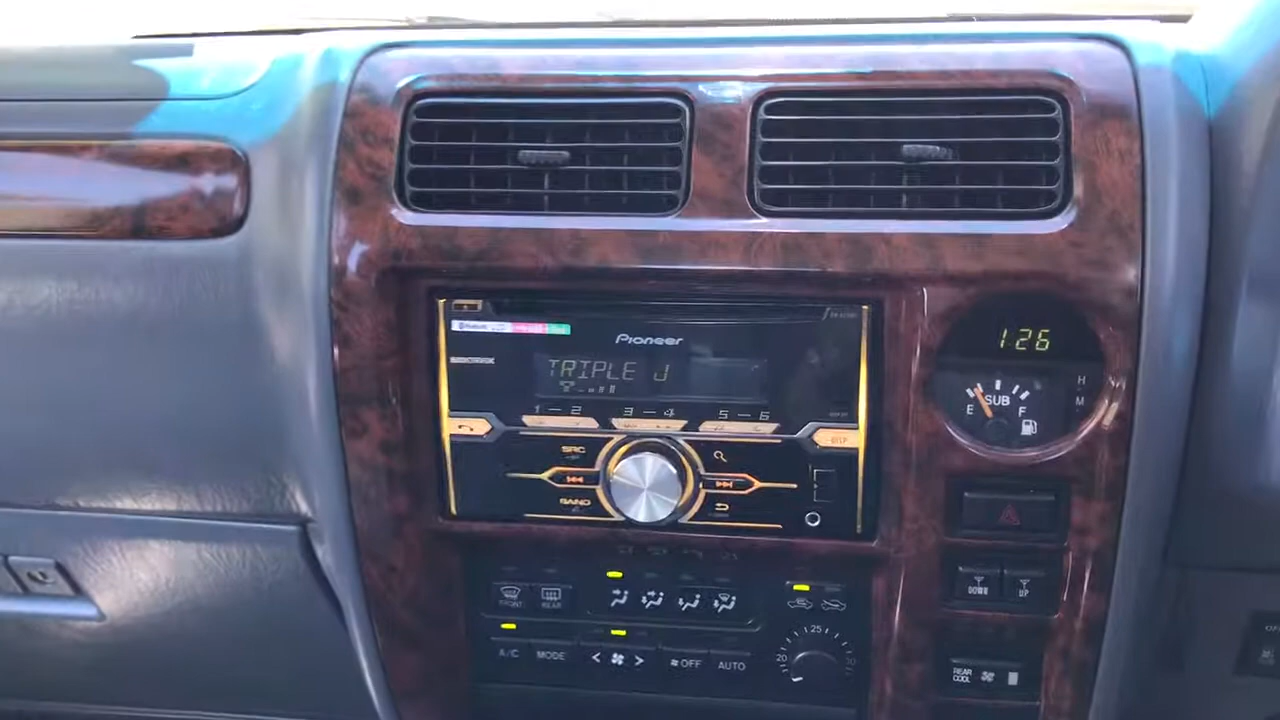 Pioneer
126
TRIPLE J
H
M
E SUB F
1 — 2 3 — 4 5 — 6
DISP
SRC
BAND
FRONT REAR
DOWN UP
A/C MODE OFF AUTO
20 25 30
REAR
COOL